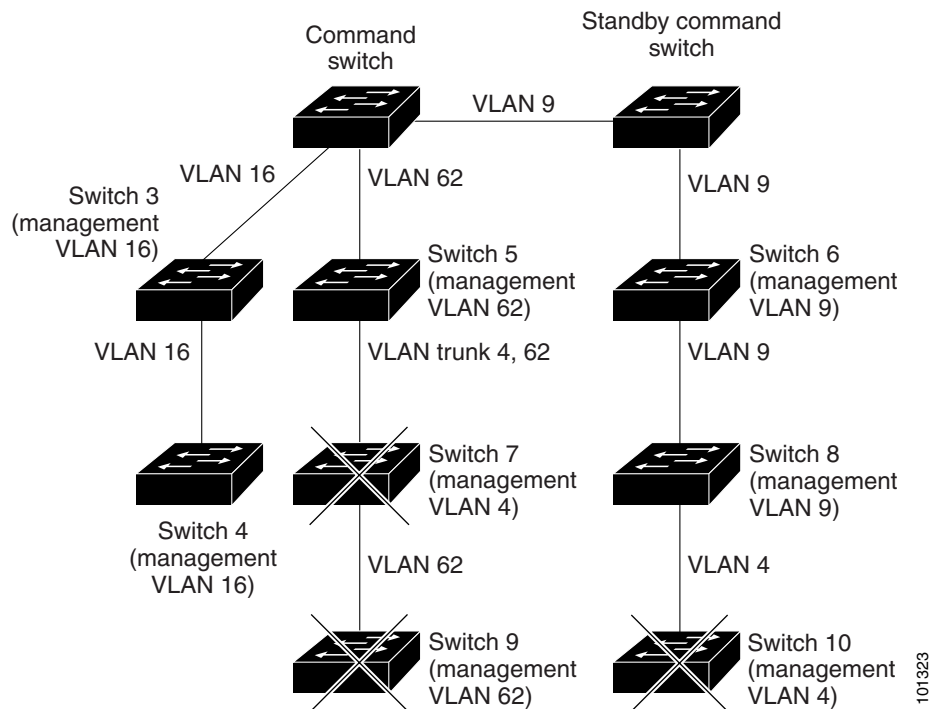 Command
switch
Standby command
switch
VLAN 9
VLAN 16
VLAN 62
VLAN 9
Switch 3
(management
VLAN 16)
Switch 5
(management
VLAN 62)
Switch 6
(management
VLAN 9)
VLAN 16
VLAN trunk 4, 62
VLAN 9
Switch 4
(management
VLAN 16)
Switch 7
(management
VLAN 4)
Switch 8
(management
VLAN 9)
VLAN 62
VLAN 4
Switch 9
(management
VLAN 62)
Switch 10
(management
VLAN 4)
101323